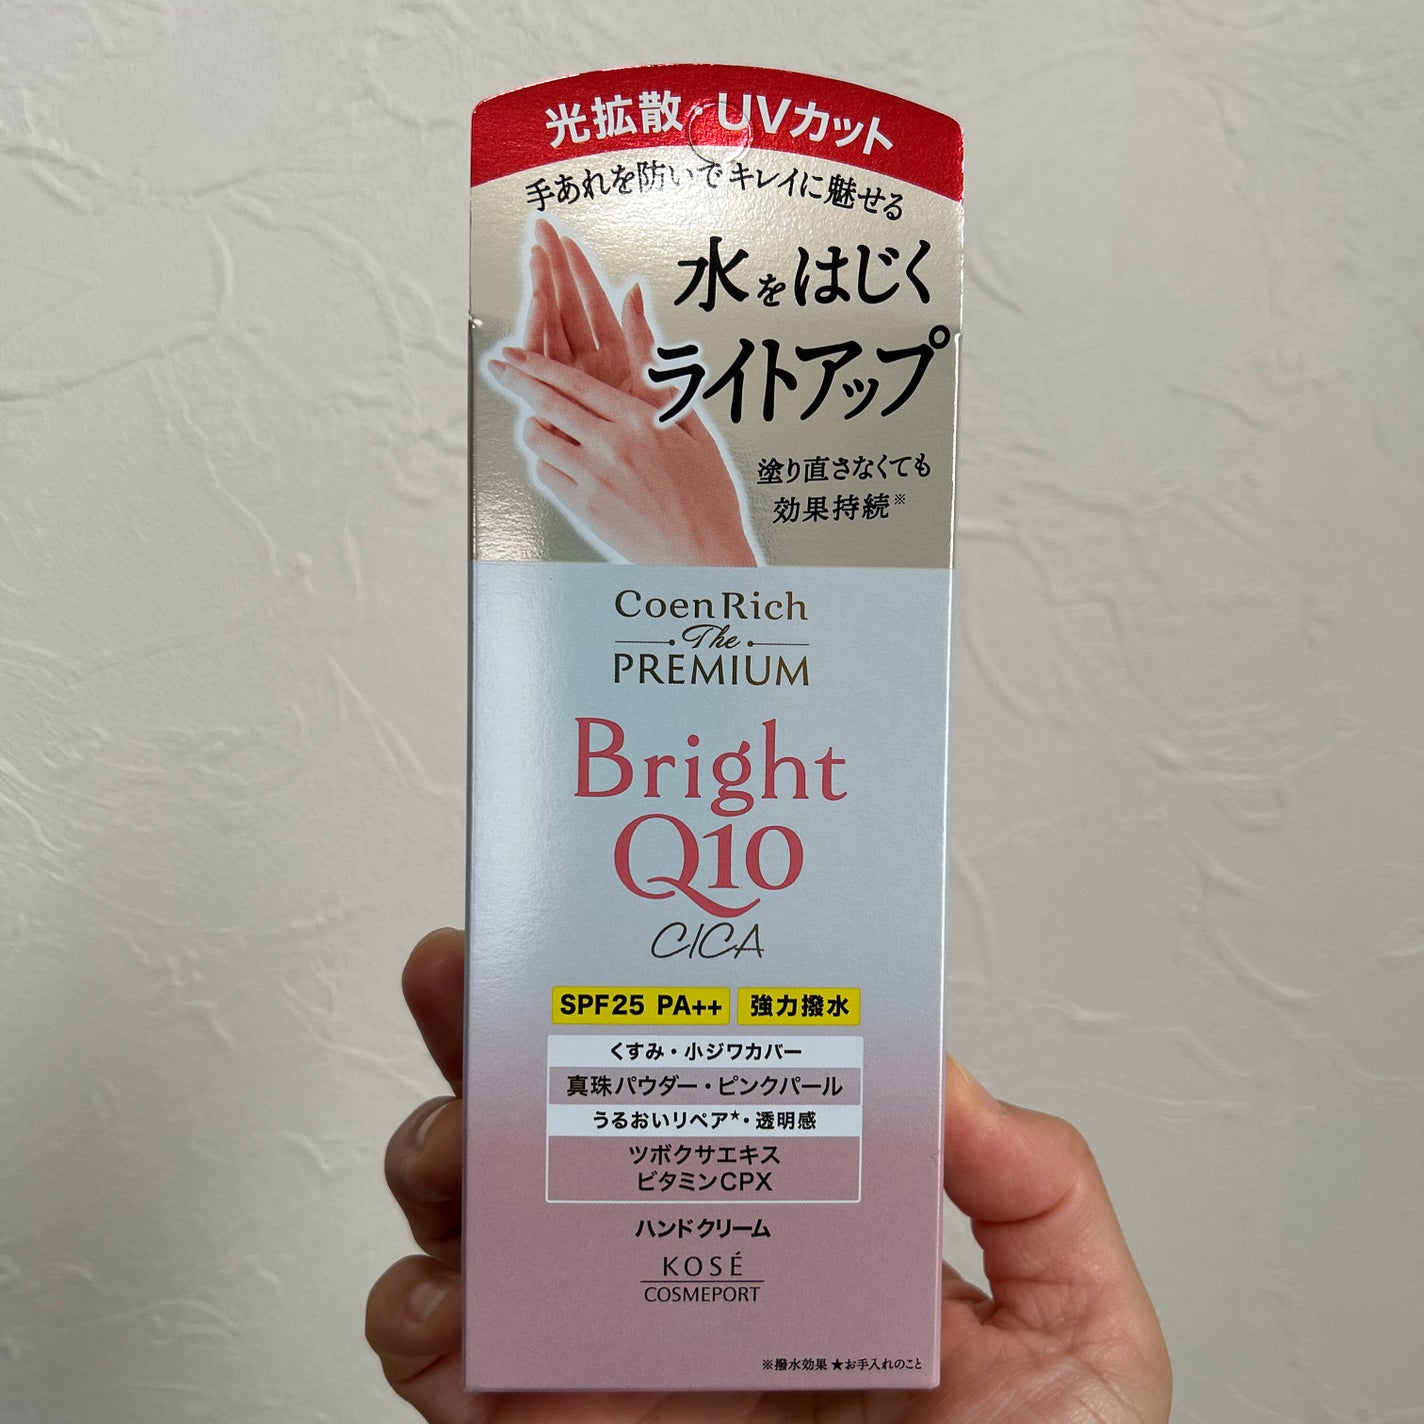 光拡散・UVカット
手あれを防いでキレイに魅せる
水をはじく
ライトアップ
塗り直さなくても
効果持続※
CoenRich
The
PREMIUM
Bright
Q10
CICA
SPF25 PA++ 強力撥水
くすみ・小ジワカバー
真珠パウダー・ピンクパール
うるおいリペア★・透明感
ツボクサエキス
ビタミンCPX
ハンドクリーム
KOSÉ
COSMEPORT
※撥水効果 ★お手入れのこと